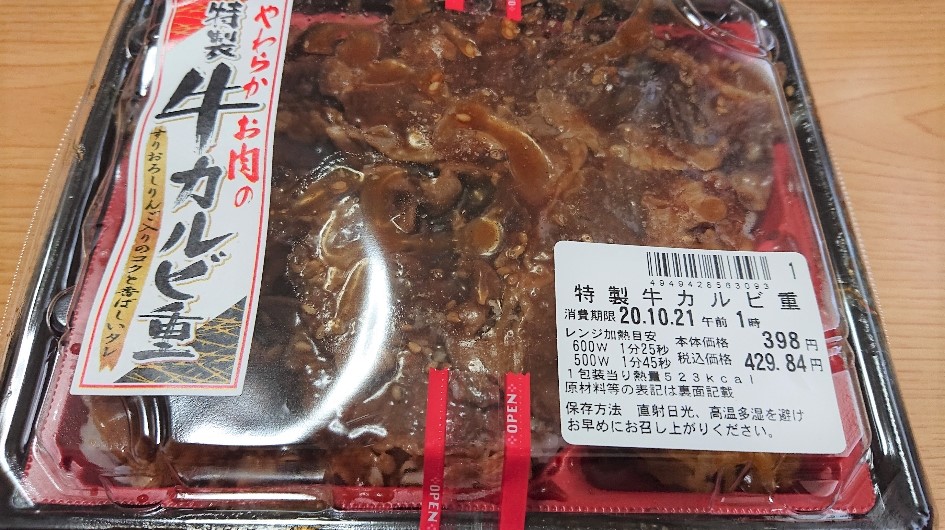 やわらかお肉の
特製
牛カルビ重
すりおろしりんご入りのコクと香ばしいタレ
4949428563093
1
特製牛カルビ重
消費期限 20.10.21 午前 1時
レンジ加熱目安 本体価格 398円
600W 1分25秒
500W 1分45秒 税込価格 429.84円
1包装当り熱量523kcal
原材料等の表記は裏面記載
保存方法 直射日光、高温多湿を避け
お早めにお召し上がりください。
OPEN
OPEN